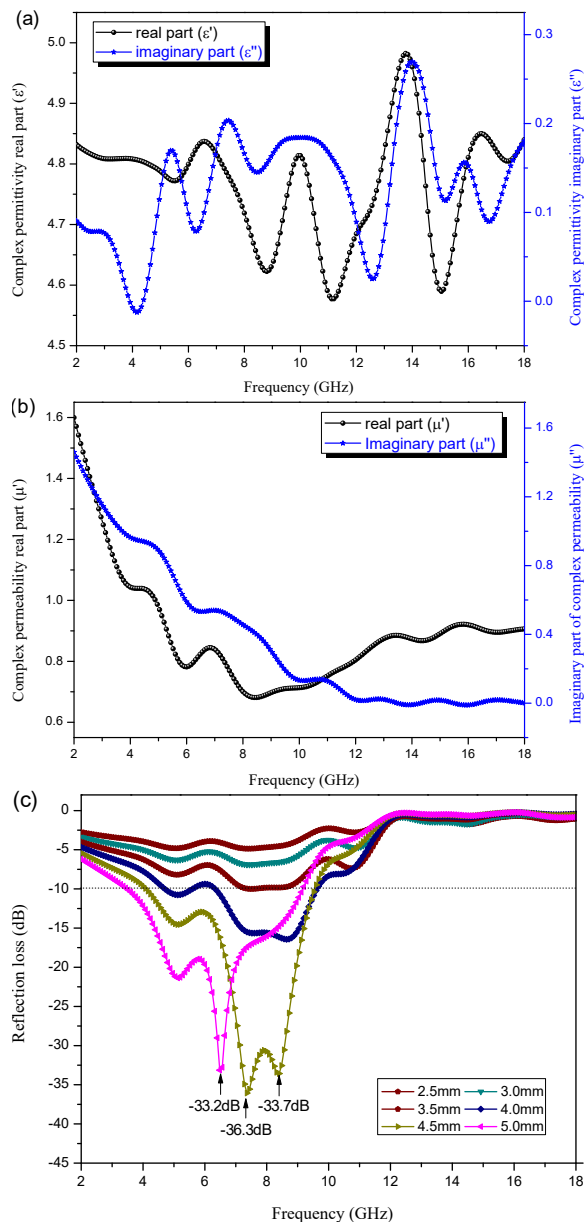 (a)
real part (ε')
imaginary part (ε'')
Complex permittivity real part (ε')
5.0
4.9
4.8
4.7
4.6
4.5
Complex permittivity imaginary part (ε'')
0.3
0.2
0.1
0.0
2 4 6 8 10 12 14 16 18
Frequency (GHz)
(b)
real part (μ')
Imaginary part (μ'')
Complex permeability real part (μ')
1.6
1.4
1.2
1.0
0.8
0.6
Imaginary part of complex permeability (μ'')
1.6
1.2
0.8
0.4
0.0
2 4 6 8 10 12 14 16 18
Frequency (GHz)
(c)
Reflection loss (dB)
0
-5
-10
-15
-20
-25
-30
-35
-40
-45
-33.2dB
-33.7dB
-36.3dB
2.5mm 3.0mm
3.5mm 4.0mm
4.5mm 5.0mm
2 4 6 8 10 12 14 16 18
Frequency (GHz)